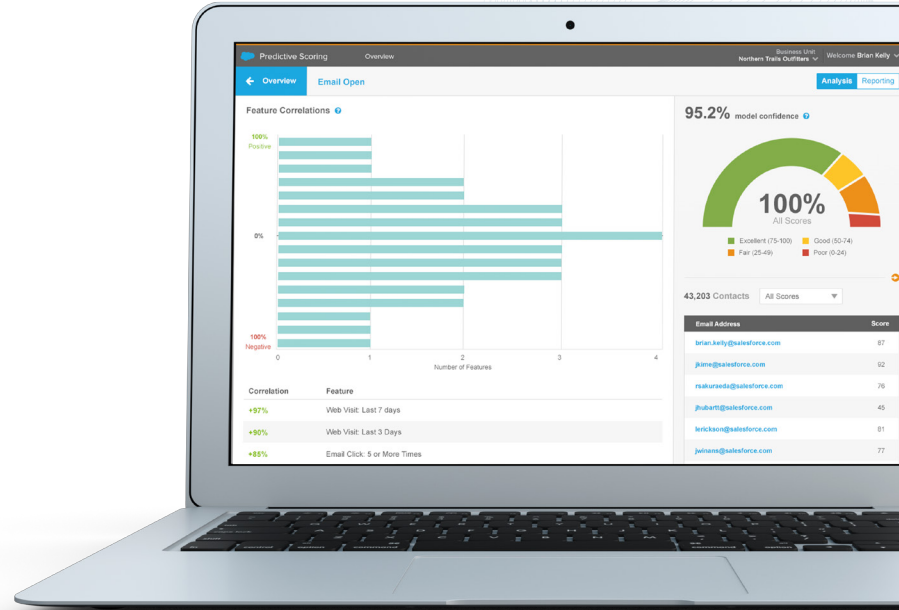 Predictive Scoring
Overview
Business Unit
Northern Trails Outfitters
Welcome Brian Kelly
Overview
Email Open
Analysis
Reporting
Feature Correlations
100%
Positive
0%
100%
Negative
0
1
2
3
4
Number of Features
Correlation Feature
+97% Web Visit: Last 7 days
+90% Web Visit: Last 3 Days
+85% Email Click: 5 or More Times
95.2% model confidence
100%
All Scores
Excellent (75-100) Good (50-74)
Fair (25-49) Poor (0-24)
43,203 Contacts All Scores
Email Address Score
brian.kelly@salesforce.com 87
jkime@salesforce.com 92
rsakuraeda@salesforce.com 76
jhubartt@salesforce.com 45
lerickson@salesforce.com 81
jwinans@salesforce.com 77
control option command
command option